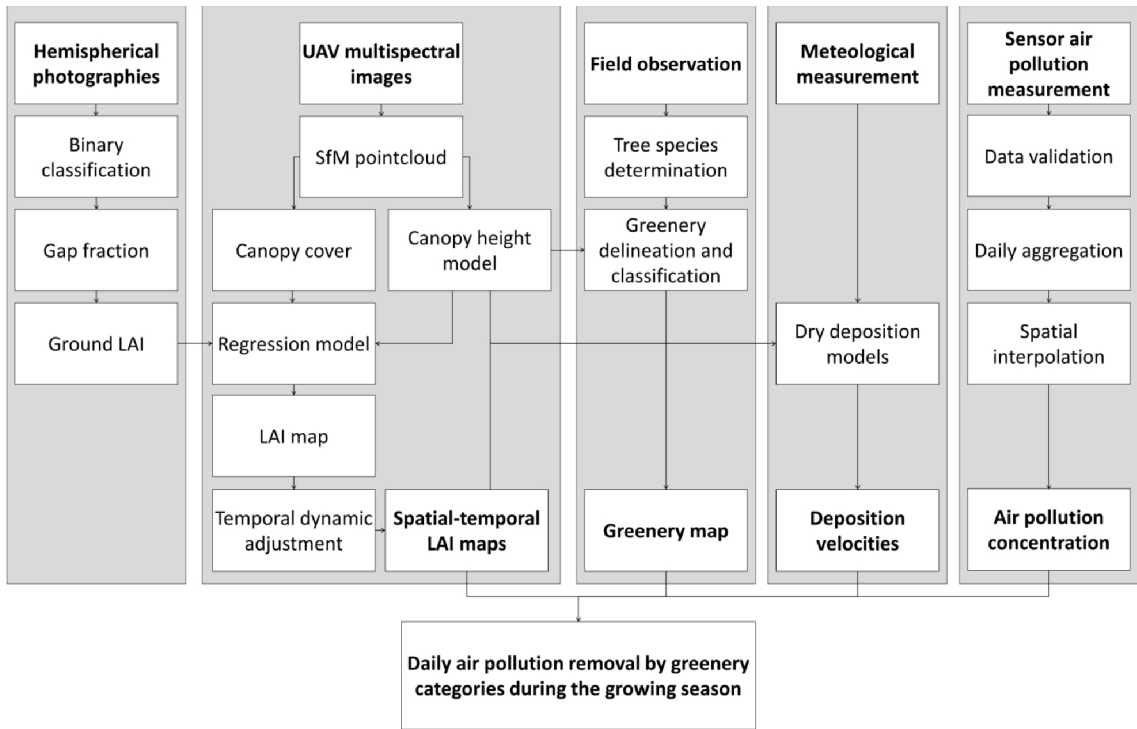 Hemispherical
photographies
Binary
classification
Gap fraction
Ground LAI
UAV multispectral
images
SfM pointcloud
Canopy cover
Canopy height
model
Regression model
LAI map
Temporal dynamic
adjustment
Spatial-temporal
LAI maps
Field observation
Tree species
determination
Greenery
delineation and
classification
Greenery map
Meteological
measurement
Dry deposition
models
Deposition
velocities
Sensor air
pollution
measurement
Data validation
Daily aggregation
Spatial
interpolation
Air pollution
concentration
Daily air pollution removal by greenery
categories during the growing season